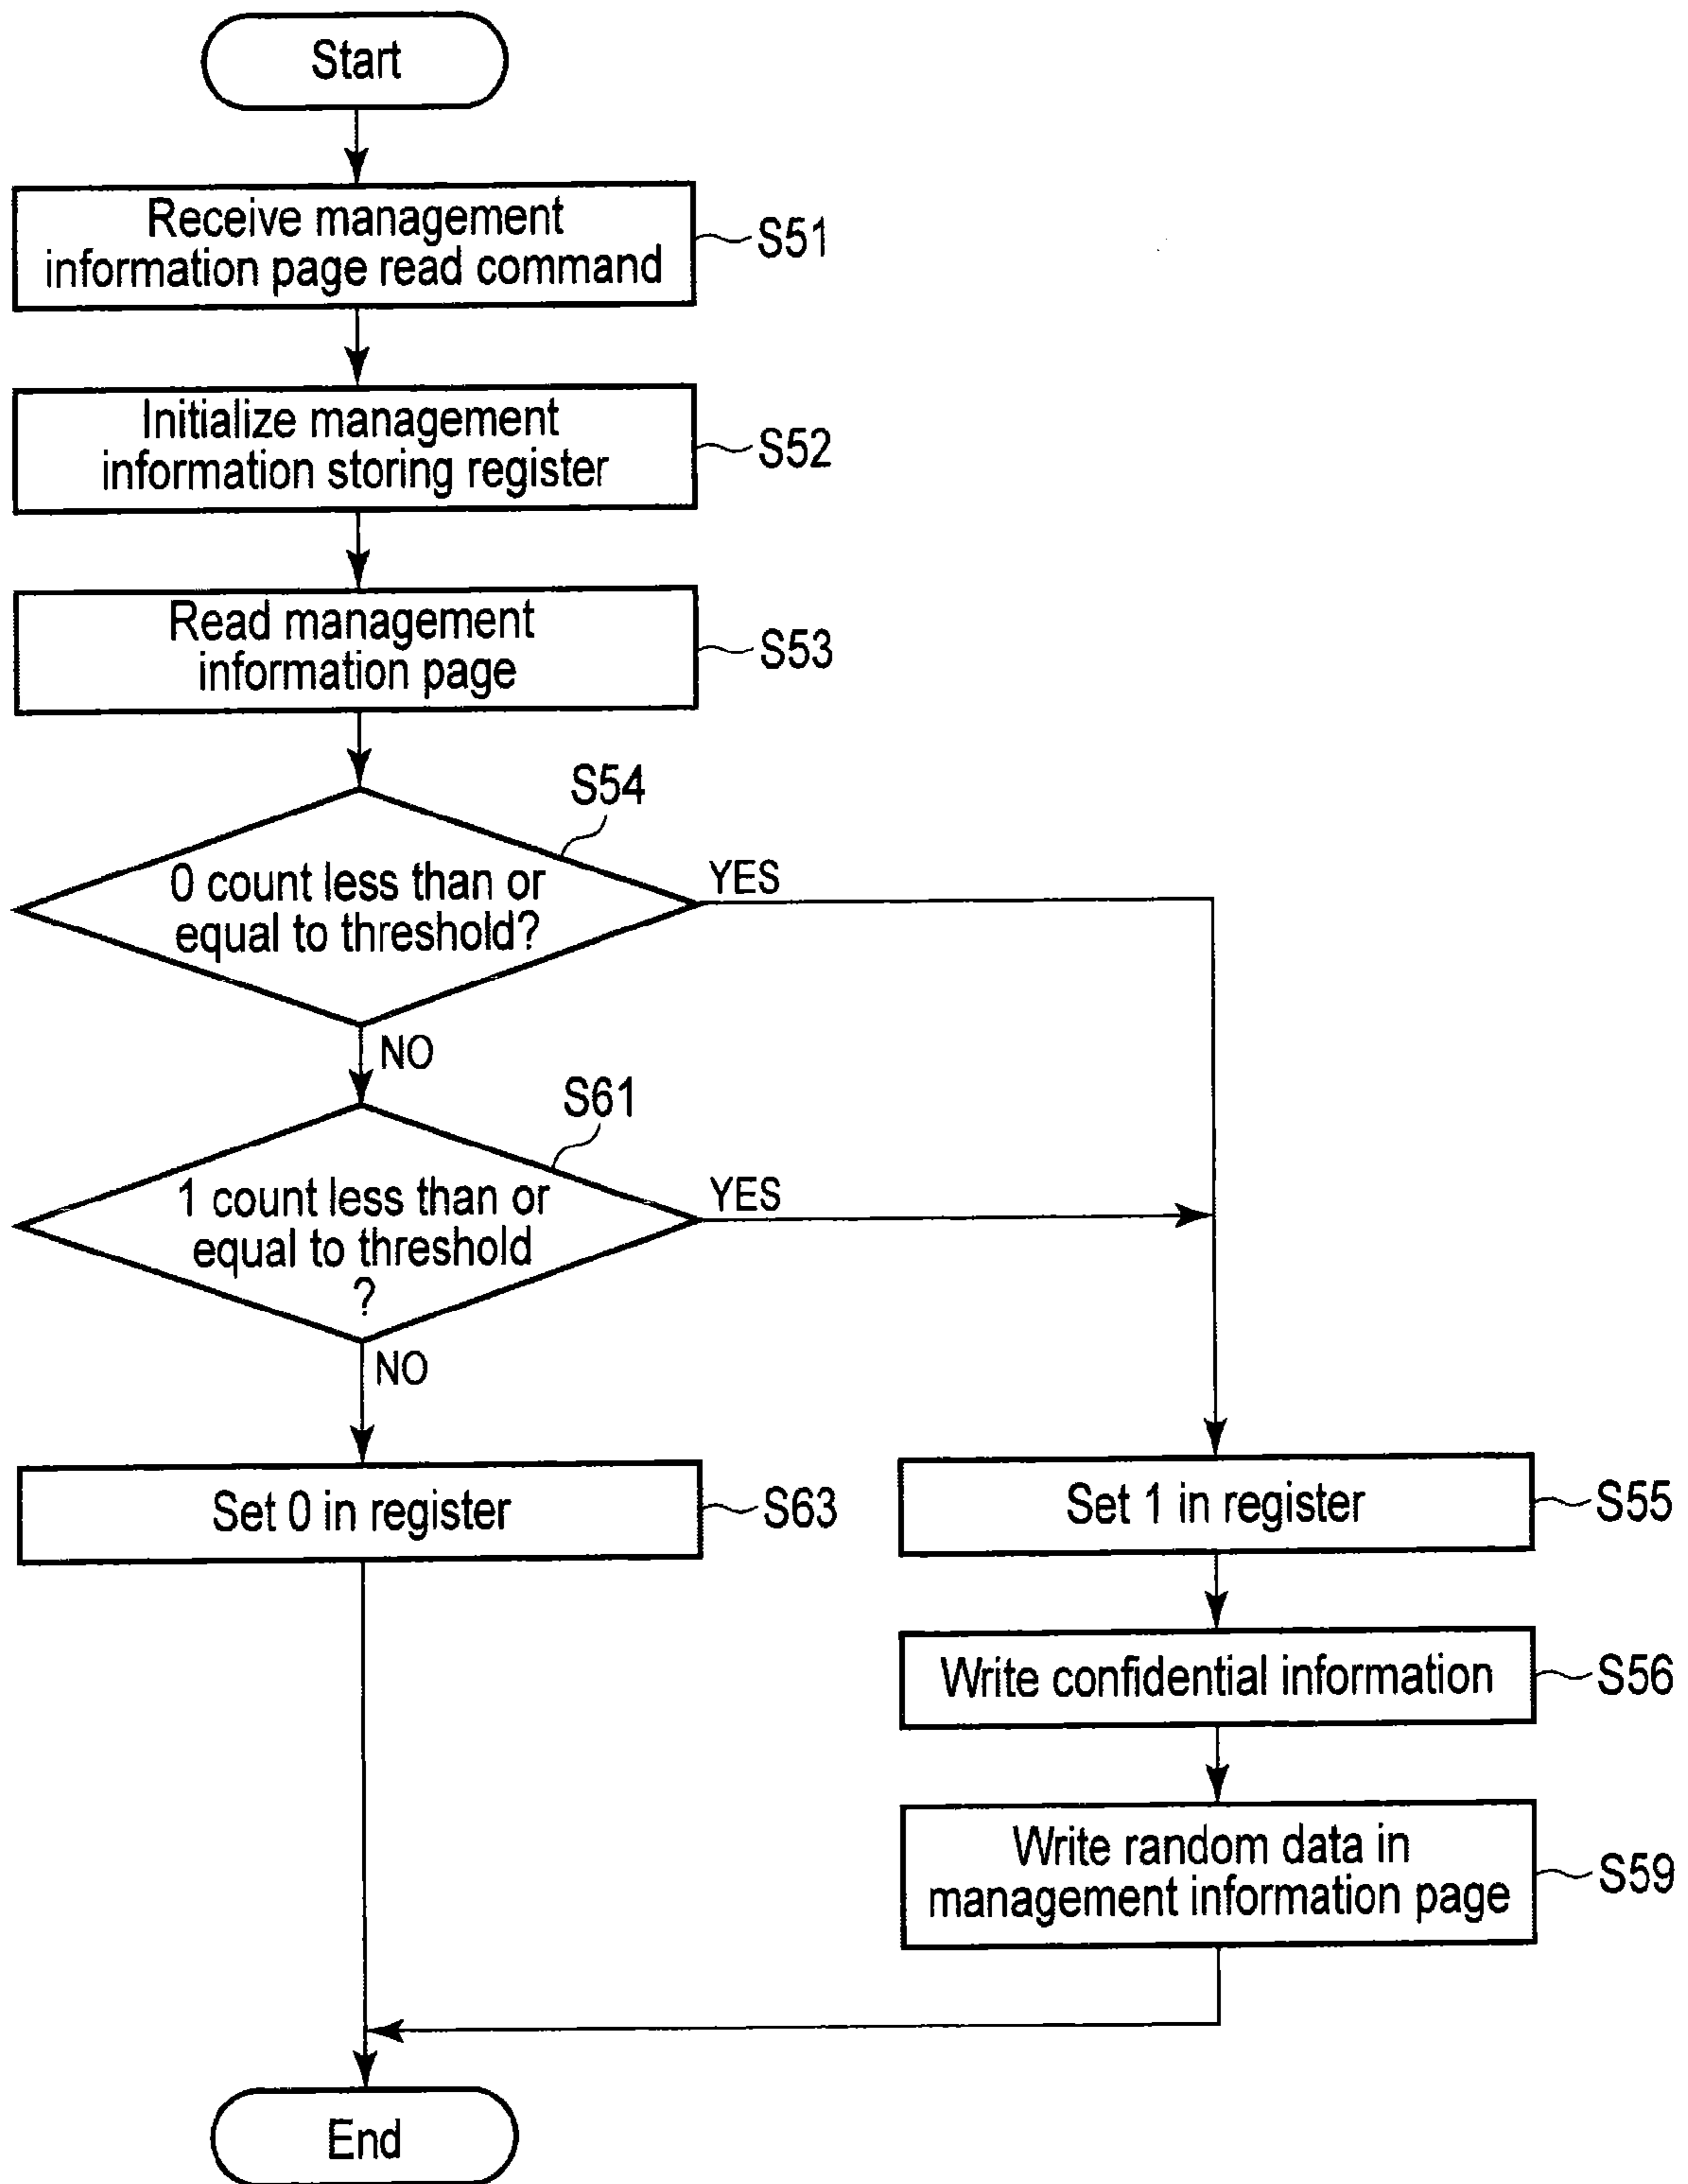 Start
Receive management
information page read command
S51
Initialize management
information storing register
S52
Read management
information page
S53
S54
0 count less than or
equal to threshold?
YES
NO
S61
1 count less than or
equal to threshold
?
YES
NO
Set 0 in register
S63
Set 1 in register
S55
Write confidential information
S56
Write random data in
management information page
S59
End